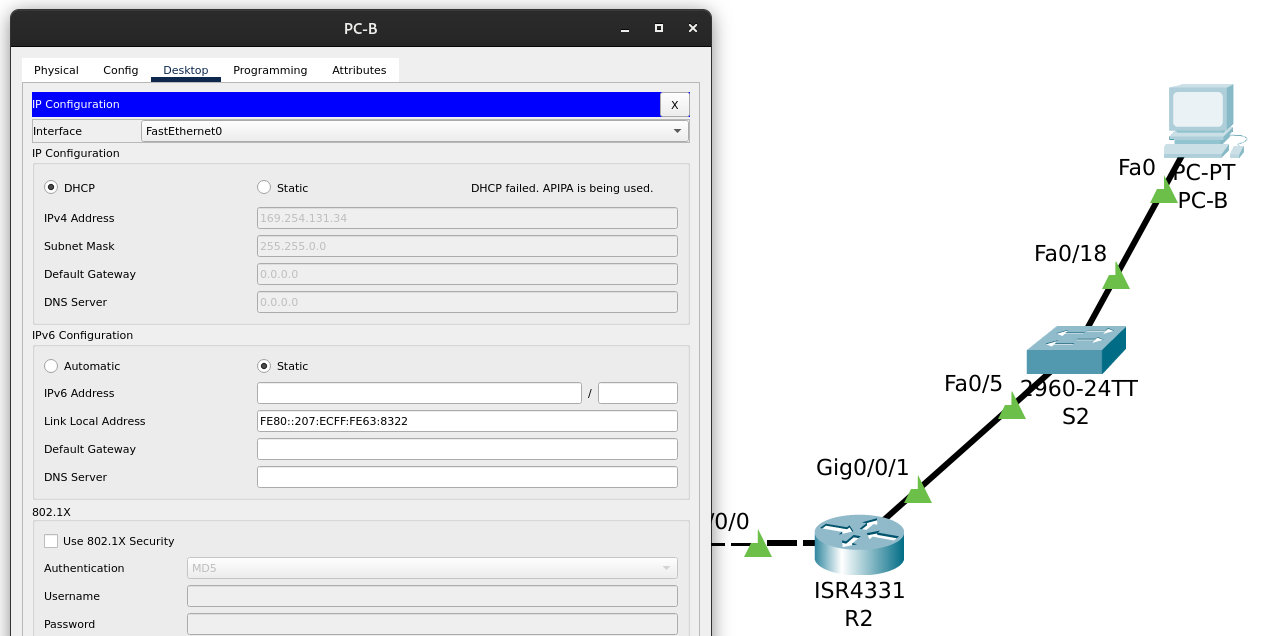 PC-B
Physical Config Desktop Programming Attributes
IP Configuration X
Interface FastEthernet0
IP Configuration
DHCP Static DHCP failed. APIPA is being used.
IPv4 Address 169.254.131.34
Subnet Mask 255.255.0.0
Default Gateway 0.0.0.0
DNS Server 0.0.0.0
IPv6 Configuration
Automatic Static
IPv6 Address /
Link Local Address FE80::207:ECFF:FE63:8322
Default Gateway
DNS Server
802.1X
Use 802.1X Security
Authentication MD5
Username
Password
Fa0
PC-PT
PC-B
Fa0/18
Fa0/5
2960-24TT
S2
Gig0/0/1
/0/0
ISR4331
R2